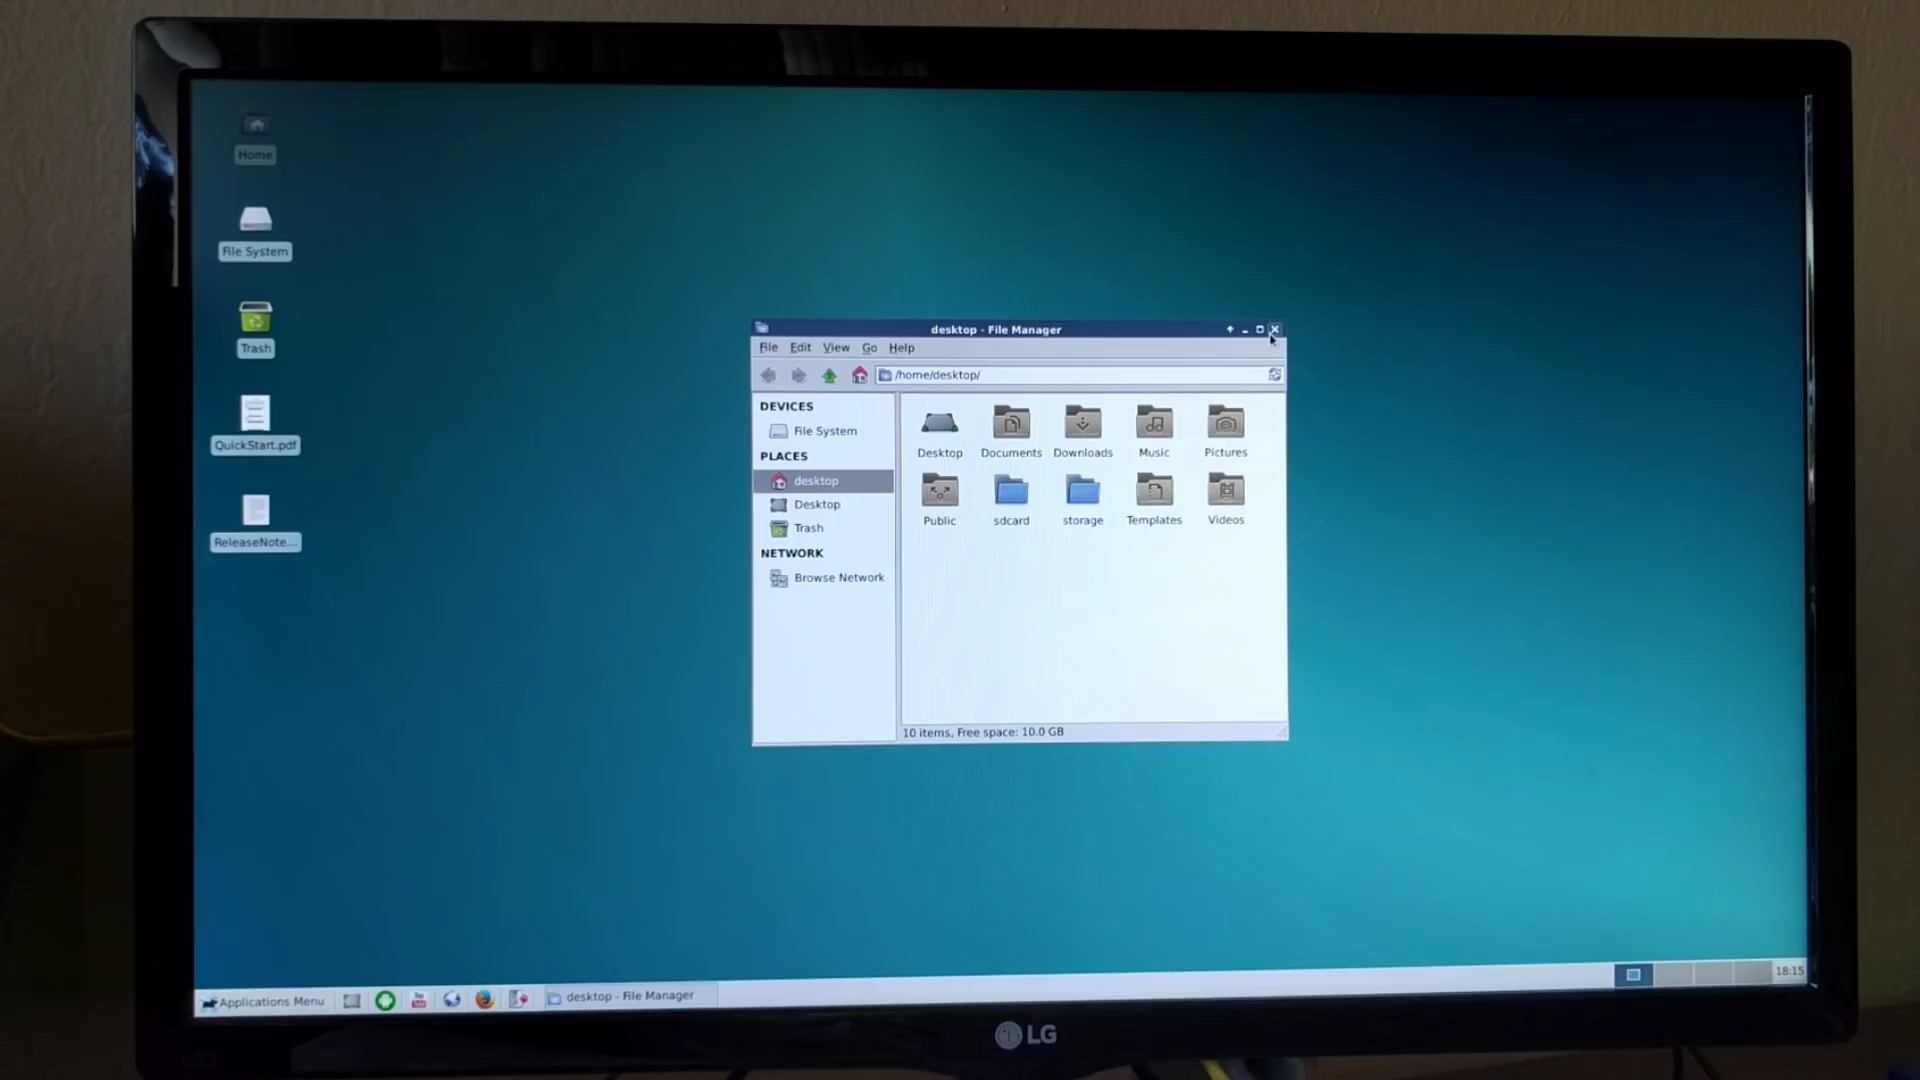 Home
File System
Trash
QuickStart.pdf
ReleaseNote...
desktop - File Manager
File Edit View Go Help
/home/desktop/
DEVICES
File System
PLACES
desktop
Desktop
Trash
NETWORK
Browse Network
Desktop Documents Downloads Music Pictures
Public sdcard storage Templates Videos
10 items, Free space: 10.0 GB
Applications Menu
desktop - File Manager
18:15
LG